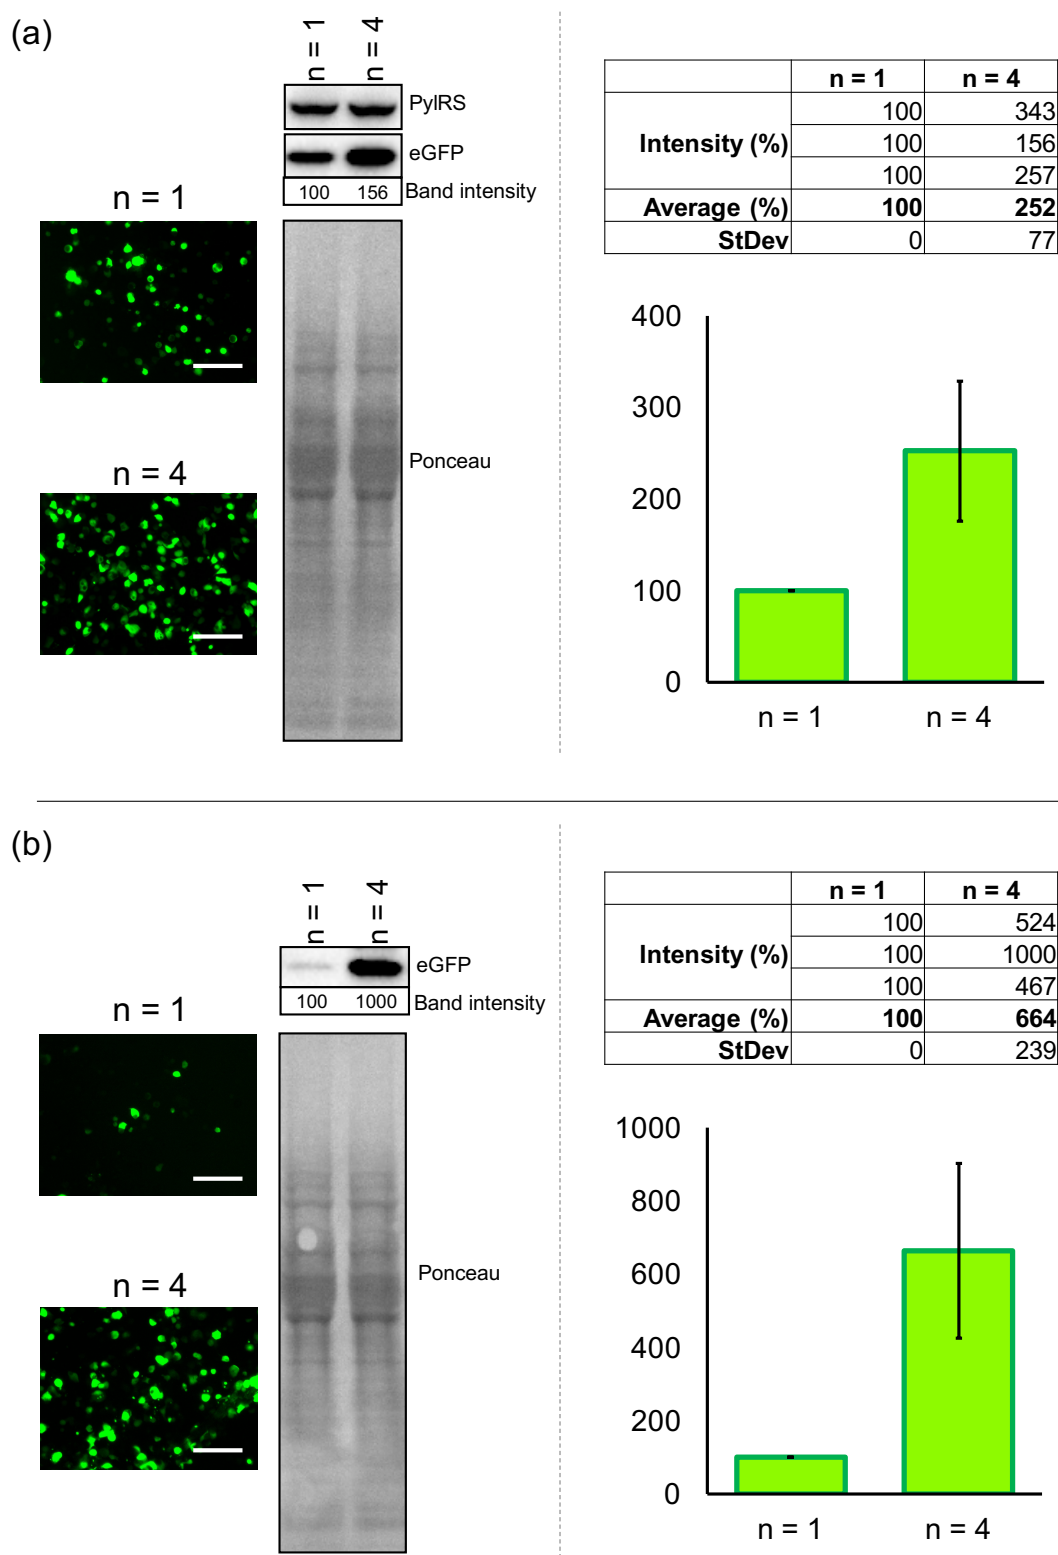 (a)
n = 1
n = 4
PylRS
eGFP
100 156 Band intensity
n = 1
n = 4
Ponceau
n = 1 n = 4
Intensity (%) 100 343
100 156
100 257
Average (%) 100 252
StDev 0 77
400
300
200
100
0
n = 1 n = 4
(b)
n = 1
n = 4
eGFP
100 1000 Band intensity
n = 1
n = 4
Ponceau
n = 1 n = 4
Intensity (%) 100 524
100 1000
100 467
Average (%) 100 664
StDev 0 239
1000
800
600
400
200
0
n = 1 n = 4